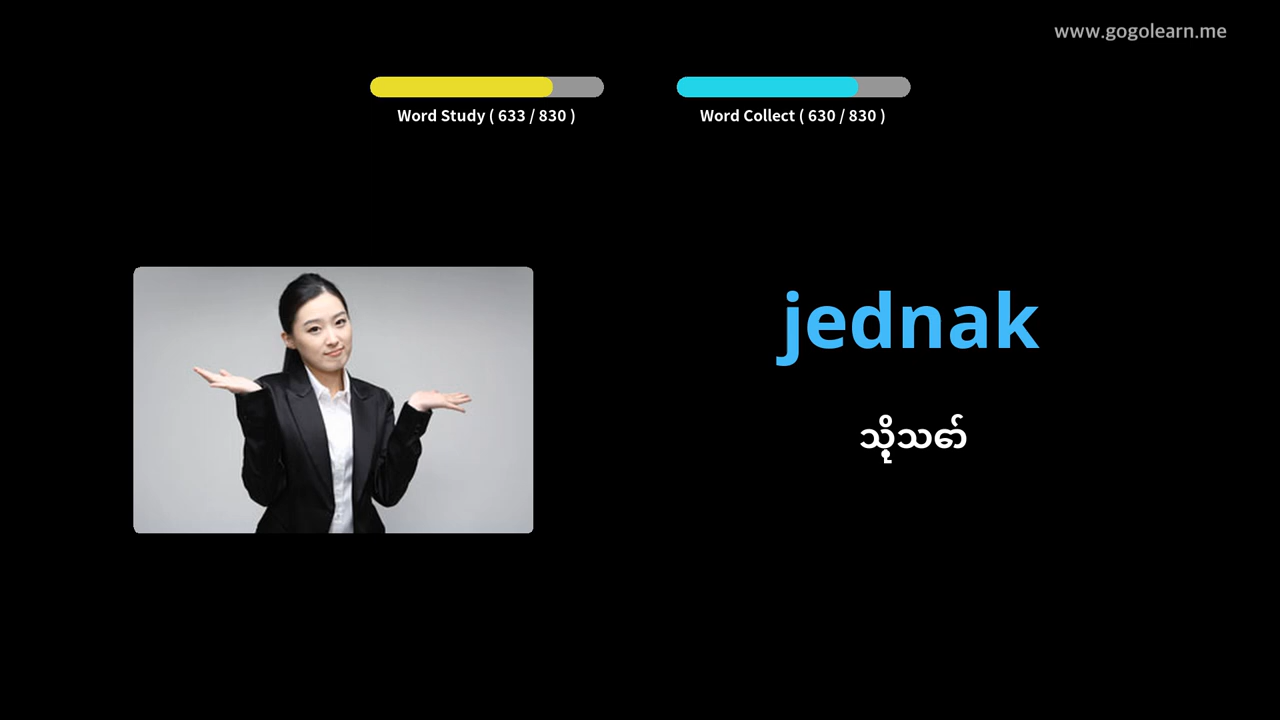 www.gogolearn.me
Word Study ( 633 / 830 )
Word Collect ( 630 / 830 )
jednak
သို့သော်